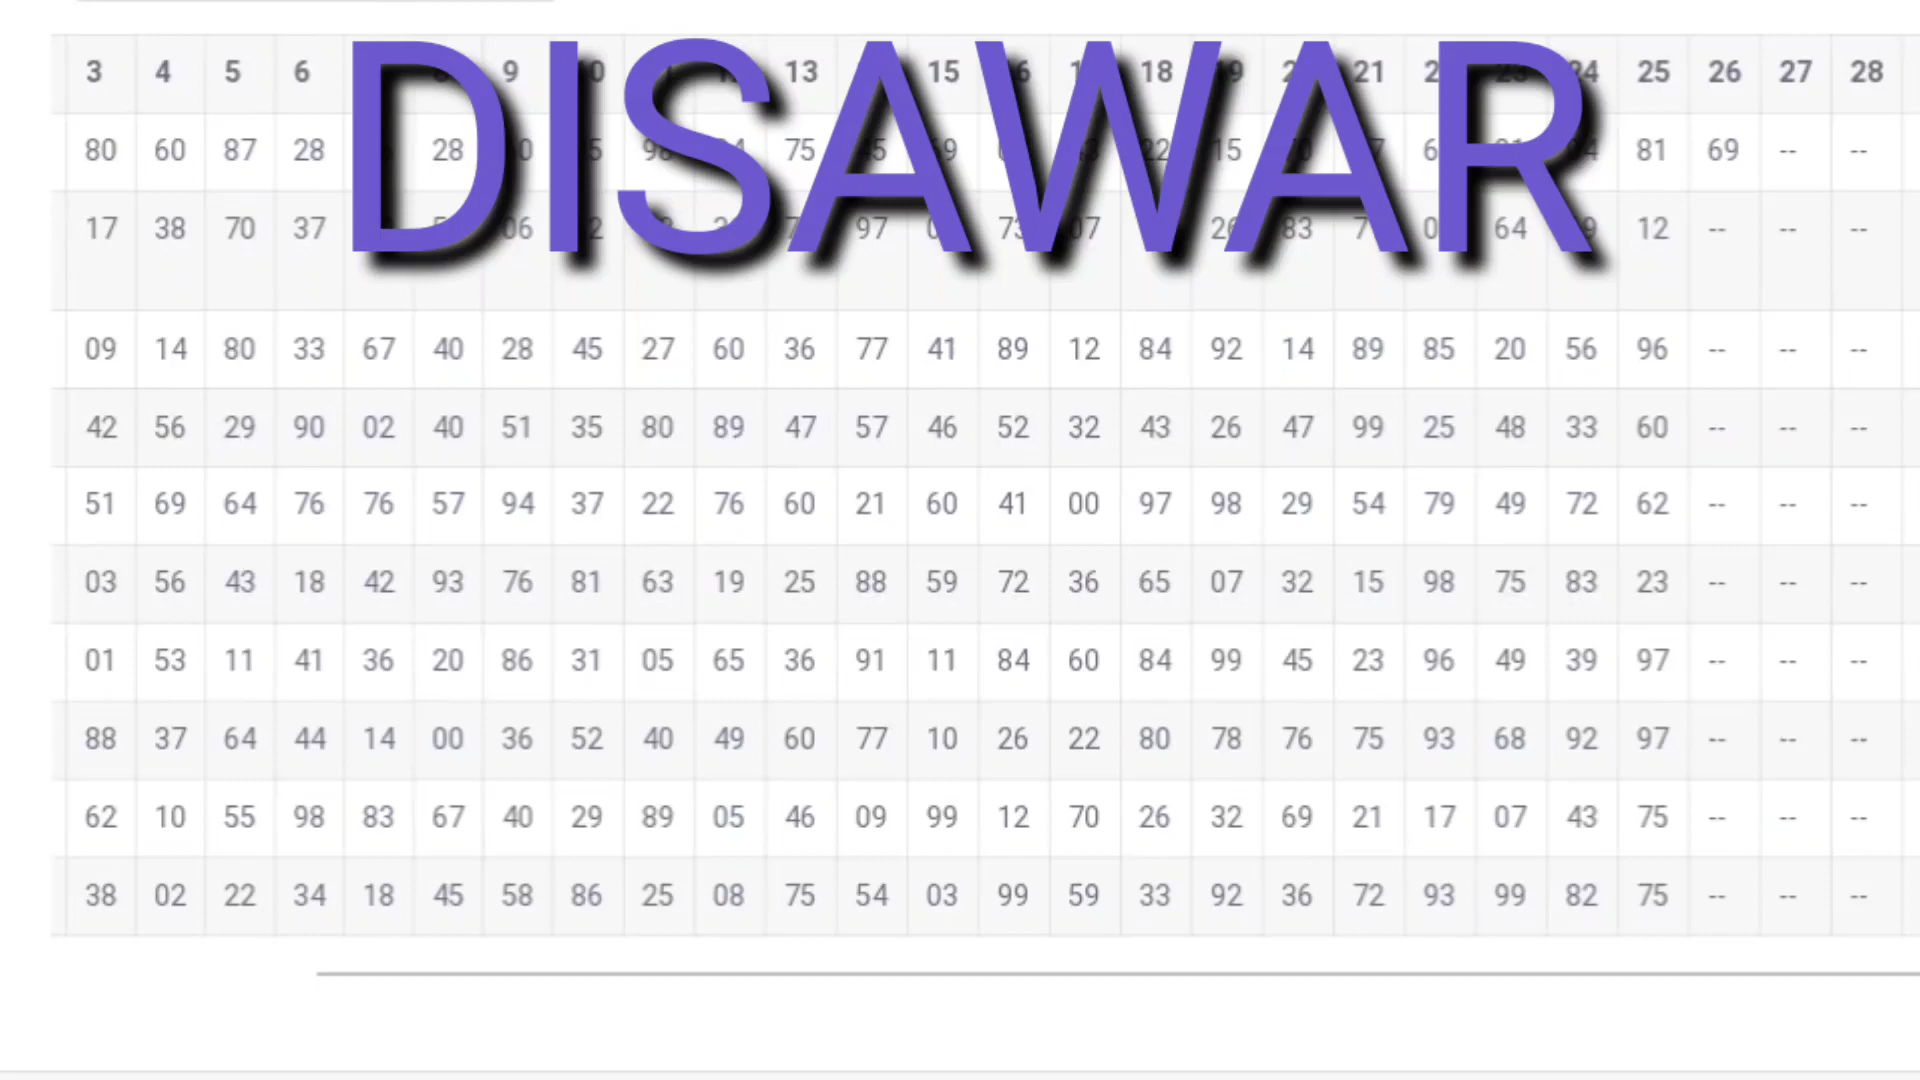 DISAWAR
3 4 5 6 9 13 15 18 21 25 26 27 28
80 60 87 28 28 75 22 15 81 69 -- --
17 38 70 37 06 97 07 83 64 12 -- -- --
09 14 80 33 67 40 28 45 27 60 36 77 41 89 12 84 92 14 89 85 20 56 96 -- -- --
42 56 29 90 02 40 51 35 80 89 47 57 46 52 32 43 26 47 99 25 48 33 60 -- -- --
51 69 64 76 76 57 94 37 22 76 60 21 60 41 00 97 98 29 54 79 49 72 62 -- -- --
03 56 43 18 42 93 76 81 63 19 25 88 59 72 36 65 07 32 15 98 75 83 23 -- -- --
01 53 11 41 36 20 86 31 05 65 36 91 11 84 60 84 99 45 23 96 49 39 97 -- -- --
88 37 64 44 14 00 36 52 40 49 60 77 10 26 22 80 78 76 75 93 68 92 97 -- -- --
62 10 55 98 83 67 40 29 89 05 46 09 99 12 70 26 32 69 21 17 07 43 75 -- -- --
38 02 22 34 18 45 58 86 25 08 75 54 03 99 59 33 92 36 72 93 99 82 75 -- -- --